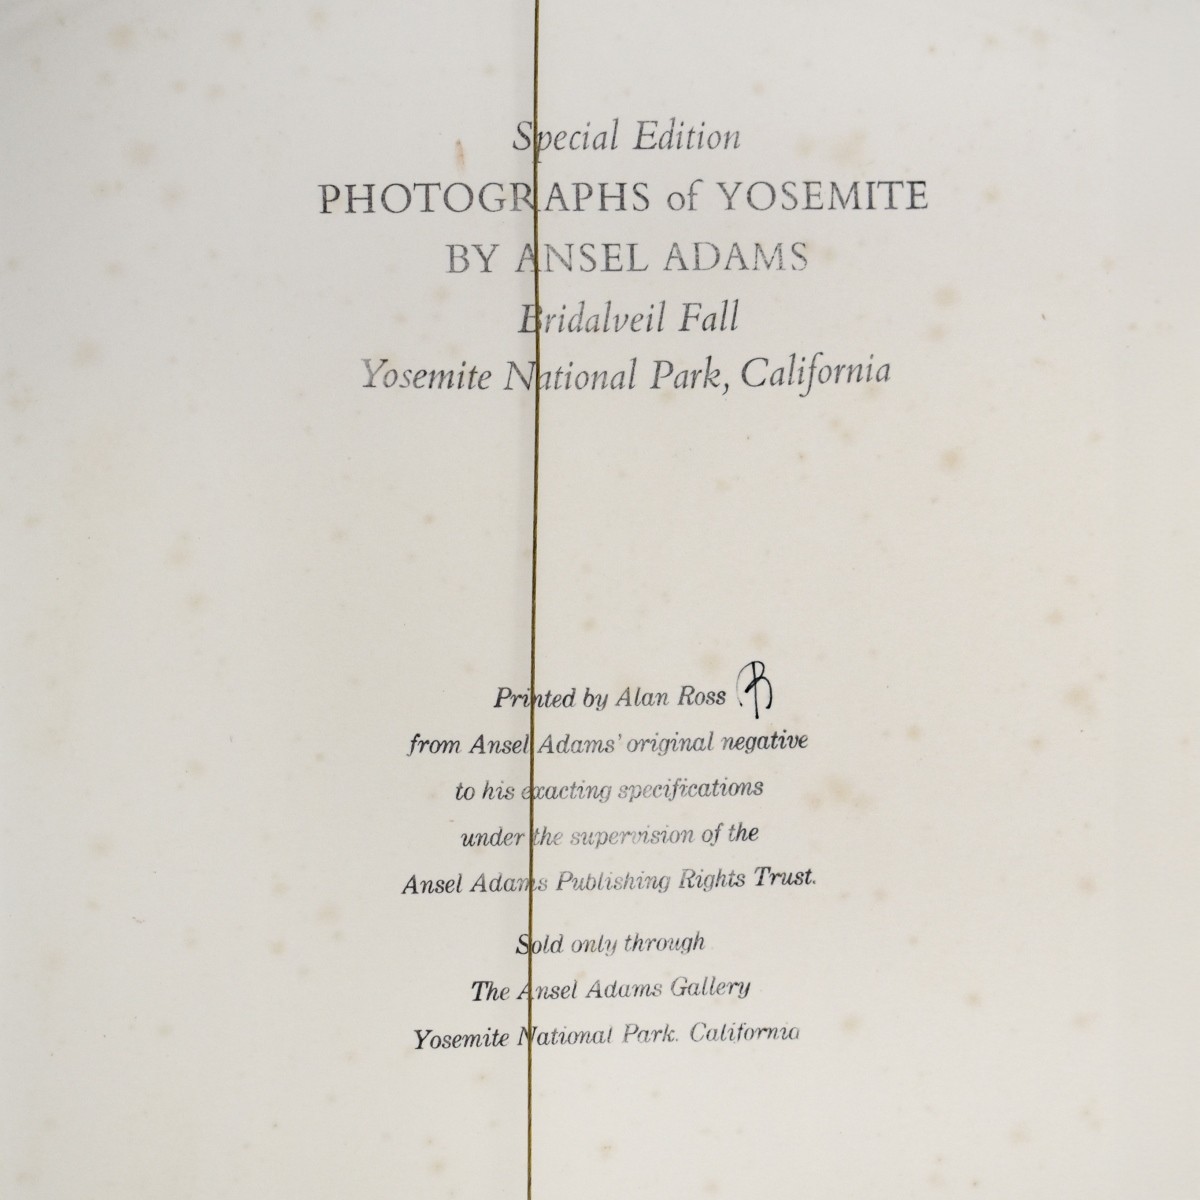 Special Edition
PHOTOGRAPHS of YOSEMITE
BY ANSEL ADAMS
Bridalveil Fall
Yosemite National Park, California
Printed by Alan Ross
from Ansel Adams' original negative
to his exacting specifications
under the supervision of the
Ansel Adams Publishing Rights Trust.
Sold only through
The Ansel Adams Gallery
Yosemite National Park. California